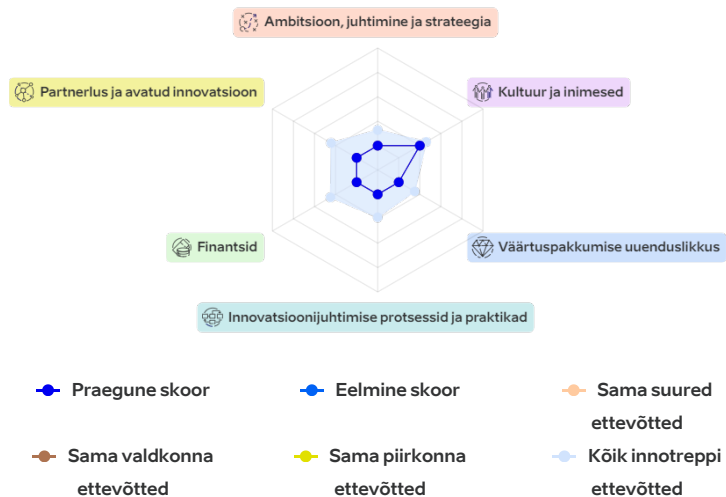 Ambitsioon, juhtimine ja strateegia
Partnerlus ja avatud innovatsioon
Kultuur ja inimesed
Finantsid
Väärtuspakkumise uuenduslikkus
Innovatsioonijuhtimise protsessid ja praktikad
Praegune skoor
Eelmine skoor
Sama suured
ettevõtted
Sama valdkonna
ettevõtted
Sama piirkonna
ettevõtted
Kõik innotreppi
ettevõtted